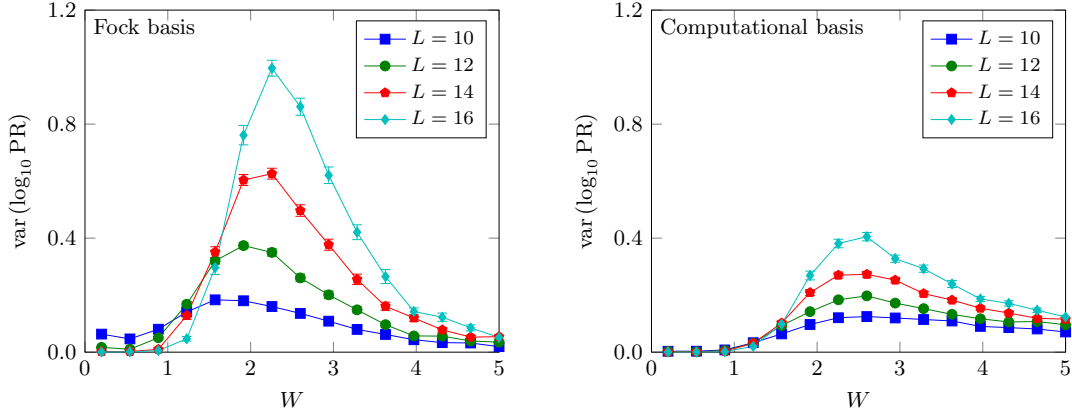 Fock basis
L = 10
L = 12
L = 14
L = 16
var (log₁₀ PR)
1.2
0.8
0.4
0.0
0 1 2 3 4 5
W
Computational basis
L = 10
L = 12
L = 14
L = 16
var (log₁₀ PR)
1.2
0.8
0.4
0.0
0 1 2 3 4 5
W